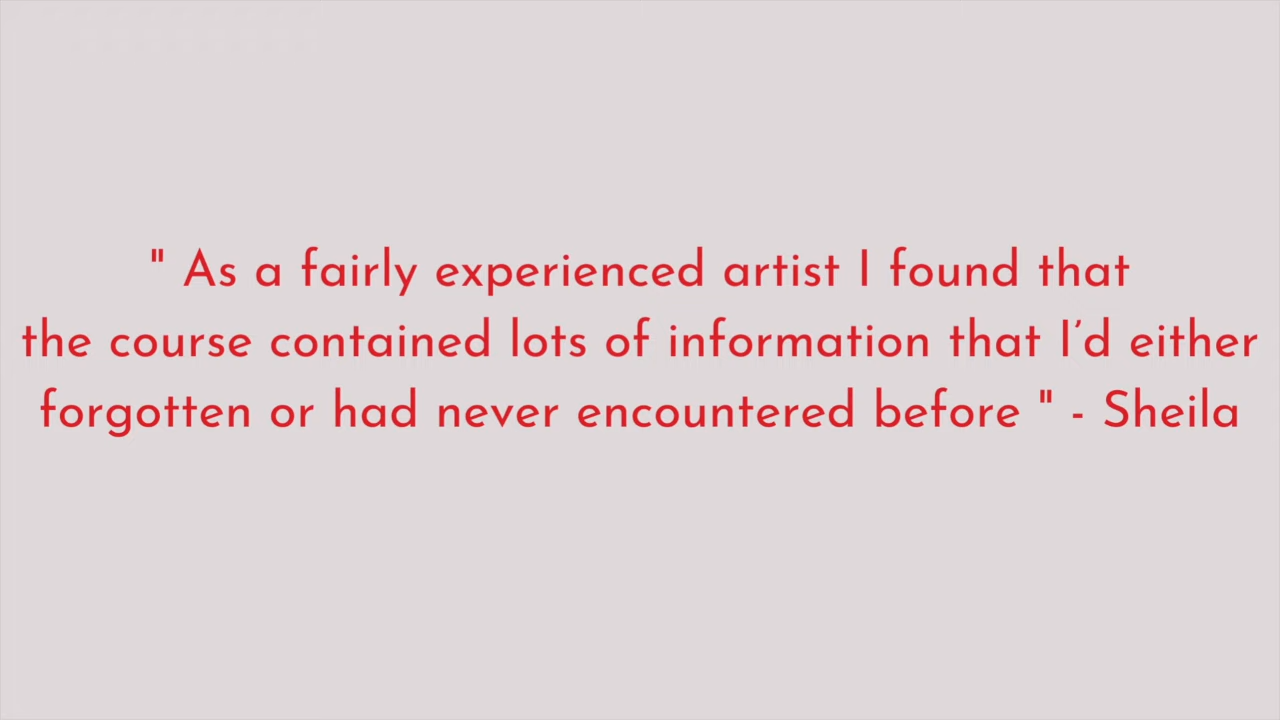 " As a fairly experienced artist I found that
the course contained lots of information that I’d either
forgotten or had never encountered before " - Sheila